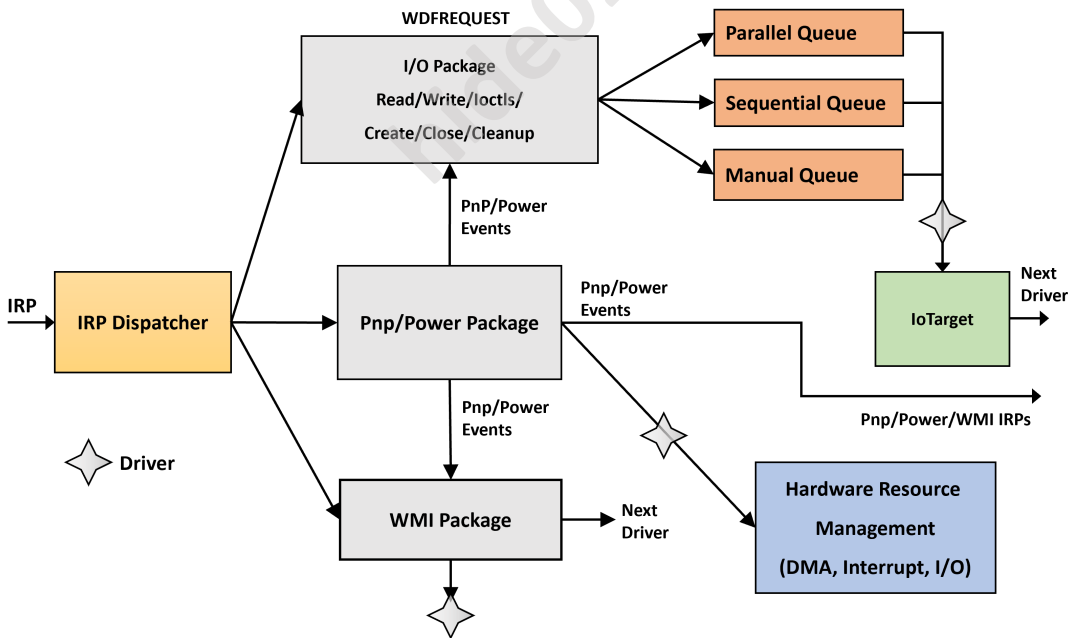 WDFREQUEST
I/O Package
Read/Write/Ioctls/
Create/Close/Cleanup
Parallel Queue
Sequential Queue
Manual Queue
PnP/Power
Events
IRP
IRP Dispatcher
Pnp/Power Package
Pnp/Power
Events
IoTarget
Next
Driver
Pnp/Power/WMI IRPs
Pnp/Power
Events
Driver
WMI Package
Next
Driver
Hardware Resource
Management
(DMA, Interrupt, I/O)